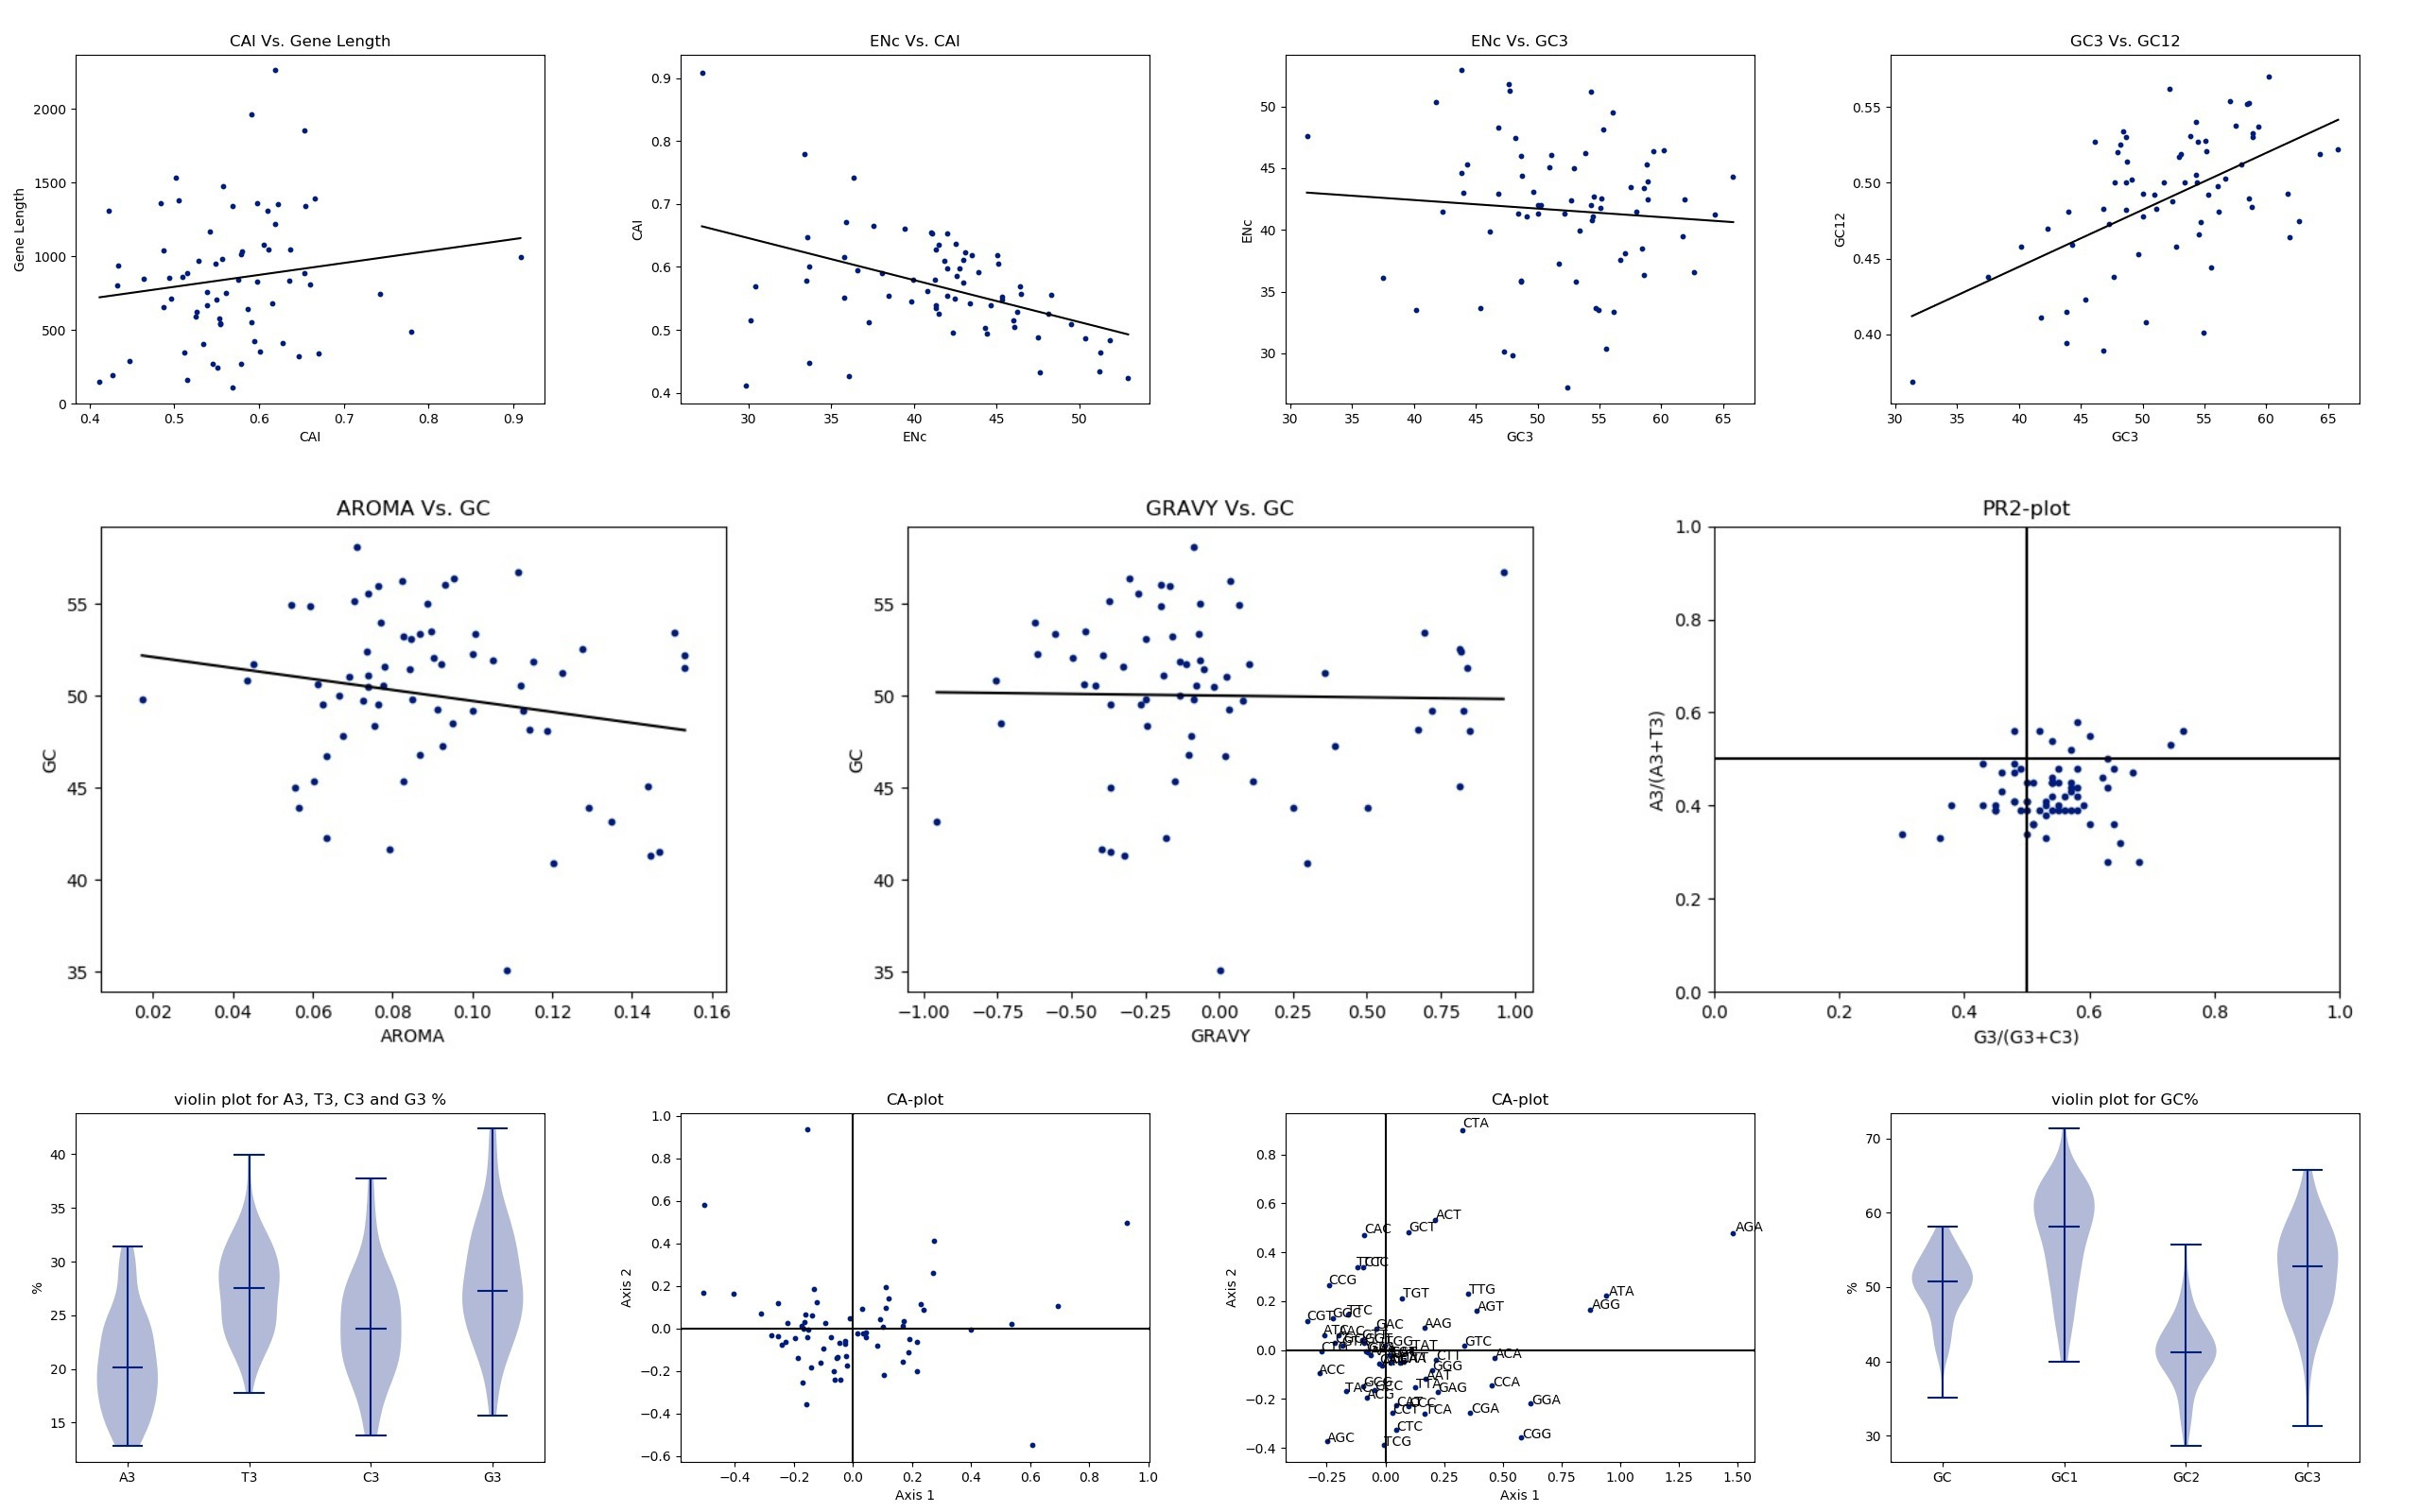 CAI Vs. Gene Length
2000
1500
1000
500
0
Gene Length
0.4 0.5 0.6 0.7 0.8 0.9
CAI
ENc Vs. CAI
0.9
0.8
0.7
0.6
0.5
0.4
CAI
30 35 40 45 50
ENc
ENc Vs. GC3
50
45
40
35
30
ENc
30 35 40 45 50 55 60 65
GC3
GC3 Vs. GC12
0.55
0.50
0.45
0.40
GC12
30 35 40 45 50 55 60 65
GC3
AROMA Vs. GC
55
50
45
40
35
GC
0.02 0.04 0.06 0.08 0.10 0.12 0.14 0.16
AROMA
GRAVY Vs. GC
55
50
45
40
35
GC
−1.00 −0.75 −0.50 −0.25 0.00 0.25 0.50 0.75 1.00
GRAVY
PR2-plot
1.0
0.8
0.6
0.4
0.2
0.0
A3/(A3+T3)
0.0 0.2 0.4 0.6 0.8 1.0
G3/(G3+C3)
violin plot for A3, T3, C3 and G3 %
40
35
30
25
20
15
%
A3 T3 C3 G3
CA-plot
1.0
0.8
0.6
0.4
0.2
0.0
−0.2
−0.4
−0.6
Axis 2
−0.4 −0.2 0.0 0.2 0.4 0.6 0.8 1.0
Axis 1
CA-plot
0.8
0.6
0.4
0.2
0.0
−0.2
−0.4
Axis 2
CTA
ACT
AGA
CAC GCT
CCG
TGT TTG ATA
AGT AGG
CGT TTC
GAC AAG
TAT GTC
CTT ACA
ACC GGG
AAT
TTA GAG CCA
ACG GGA
TCA CGA
CTC
AGC TCG CGG
−0.25 0.00 0.25 0.50 0.75 1.00 1.25 1.50
Axis 1
violin plot for GC%
70
60
50
40
30
%
GC GC1 GC2 GC3